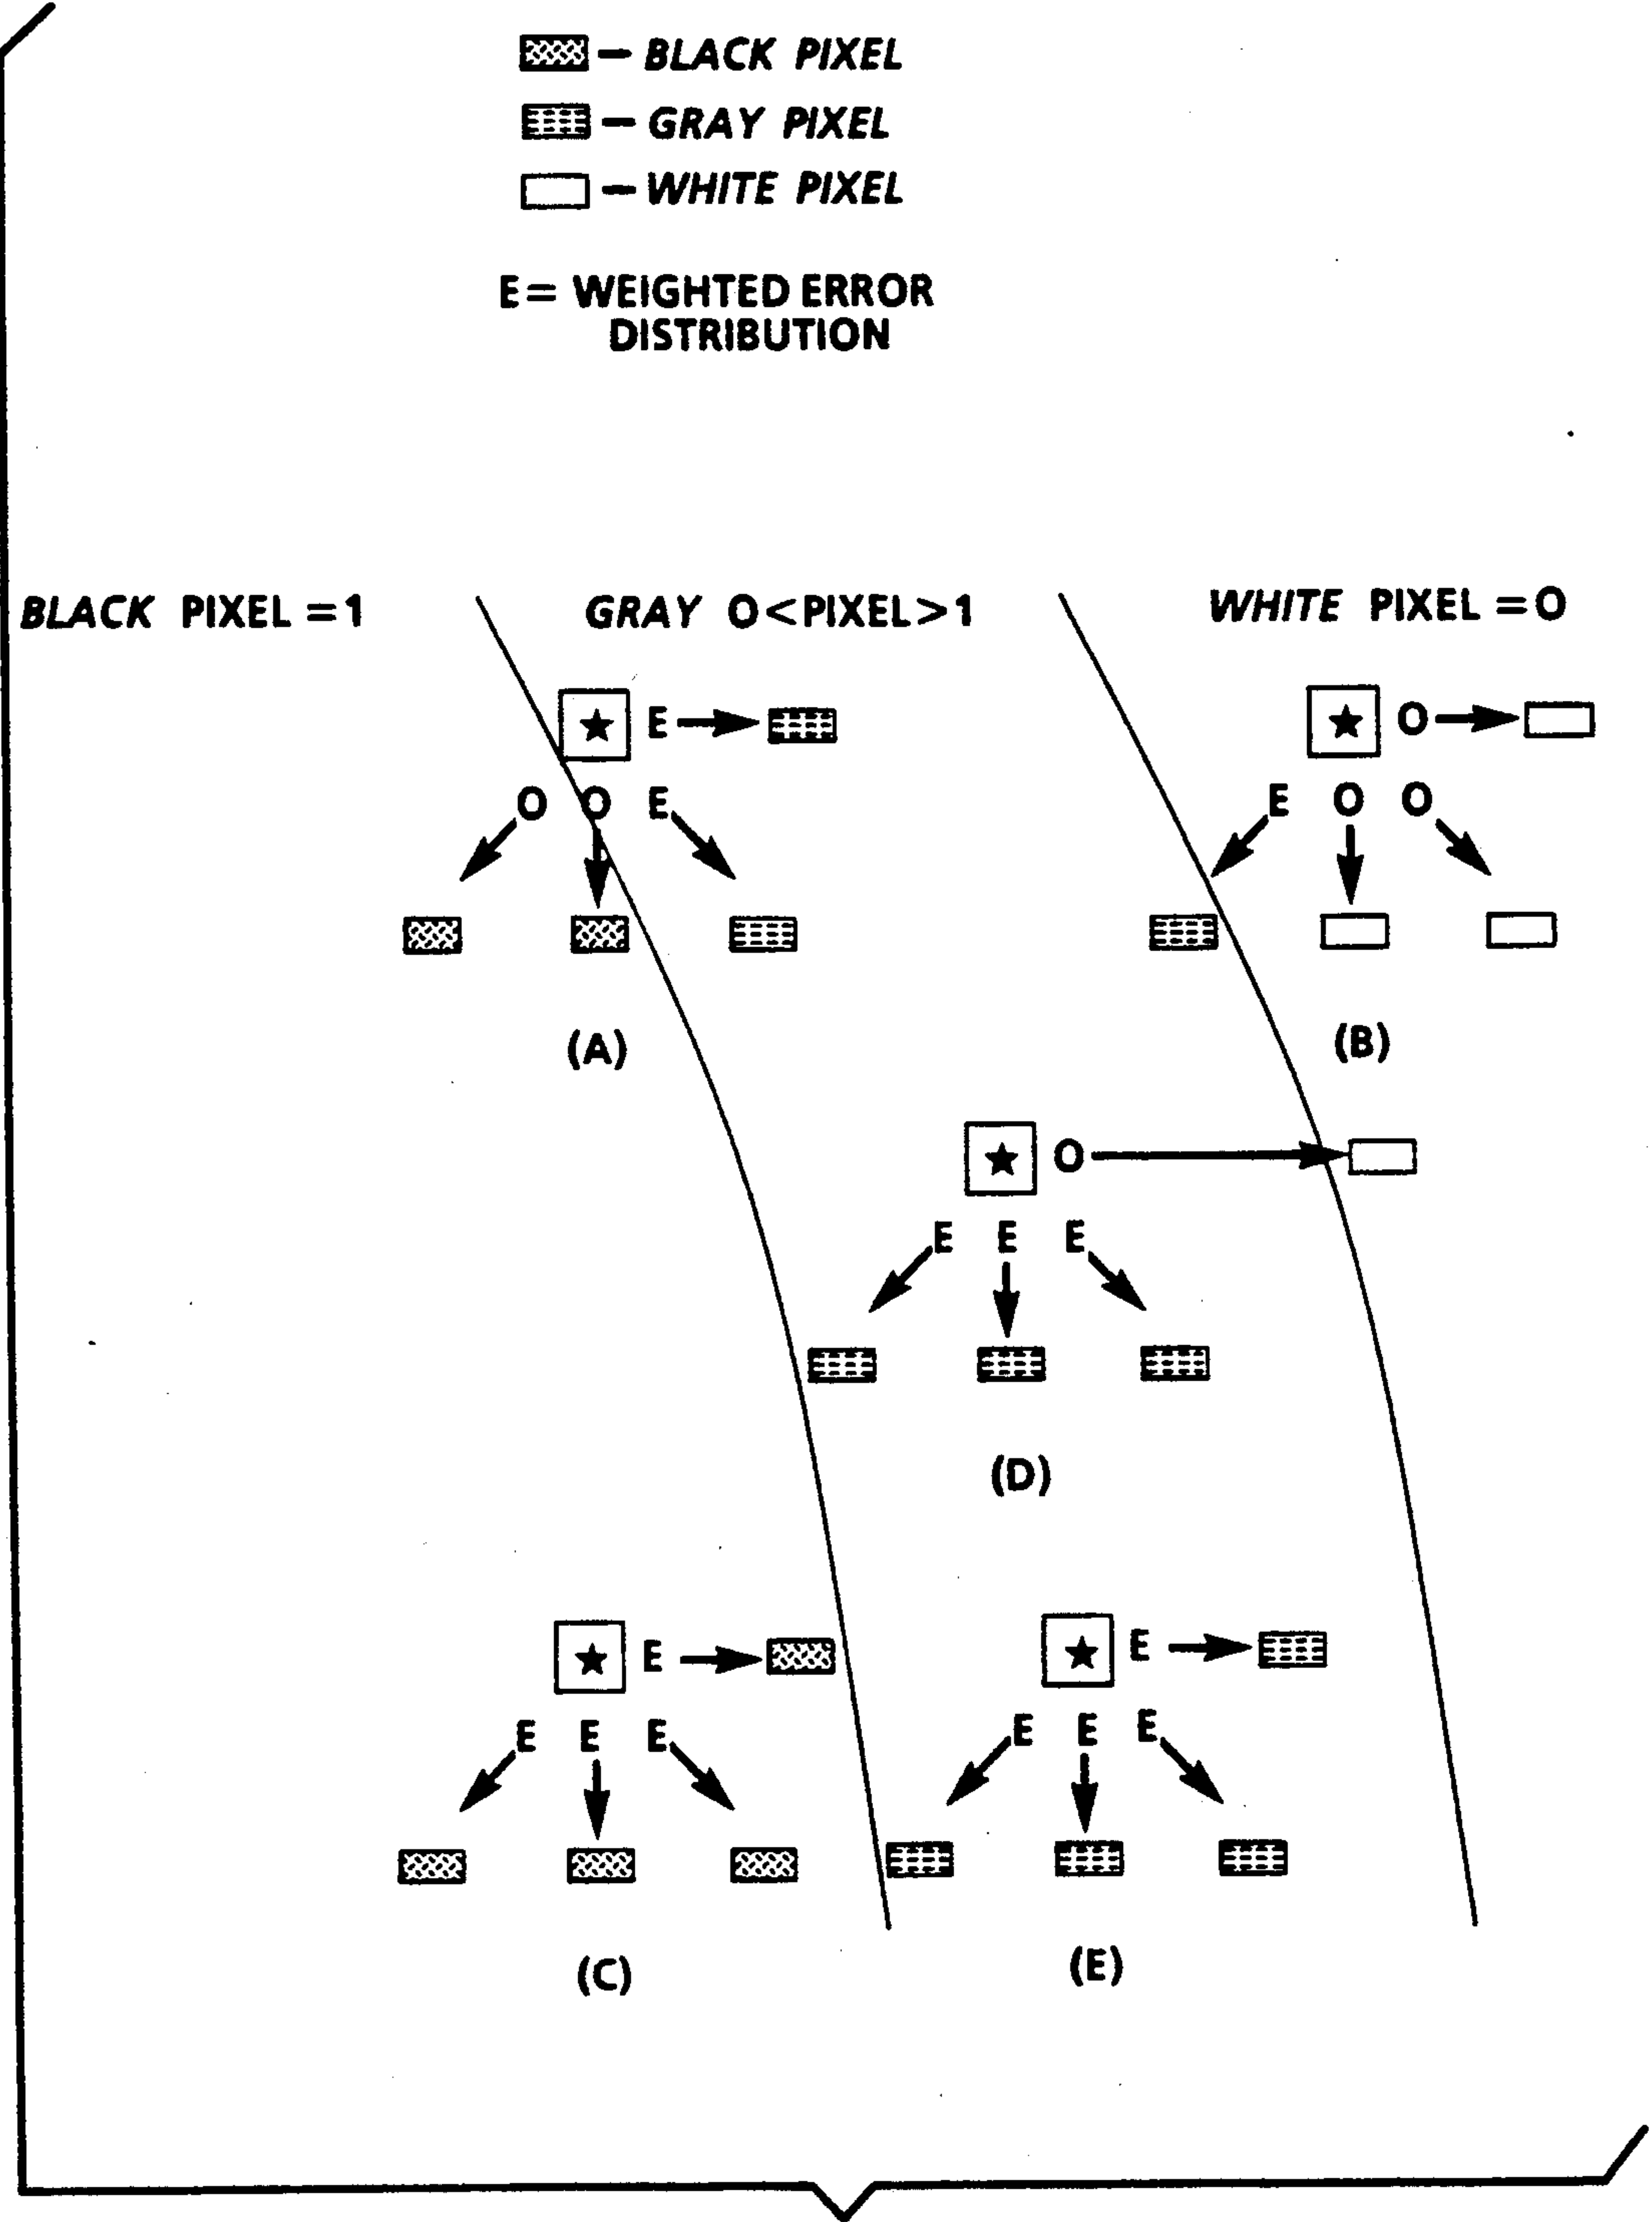 — BLACK PIXEL
— GRAY PIXEL
— WHITE PIXEL
E = WEIGHTED ERROR
DISTRIBUTION
BLACK PIXEL = 1
GRAY O<PIXEL>1
WHITE PIXEL = O
★ E
O O E
(A)
★ O
E O O
(B)
★ O
E E E
(D)
★ E
E E E
(C)
★ E
E E E
(E)